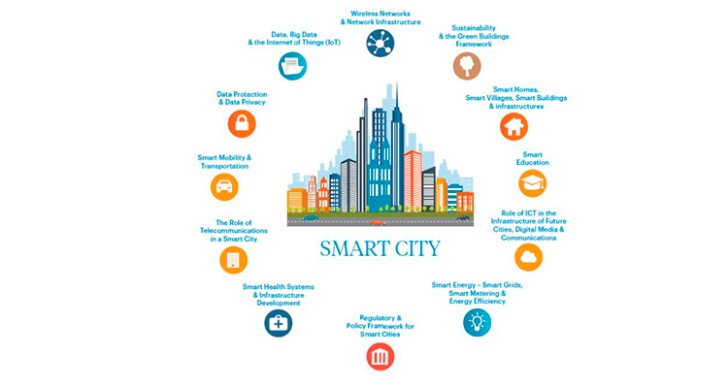 Wireless Networks
& Network Infrastructure
Data, Big Data
& the Internet of Things (IoT)
Sustainability
& the Green Buildings
Framework
Data Protection
& Data Privacy
Smart Homes,
Smart Villages, Smart Buildings
& infrastructures
Smart Mobility &
Transportation
Smart
Education
The Role of
Telecommunications
in a Smart City
Role of ICT in the
Infrastructure of Future
Cities, Digital Media &
Communications
SMART CITY
Smart Health Systems
& Infrastructure
Development
Smart Energy – Smart Grids,
Smart Metering &
Energy Efficiency
Regulatory &
Policy Framework for
Smart Cities